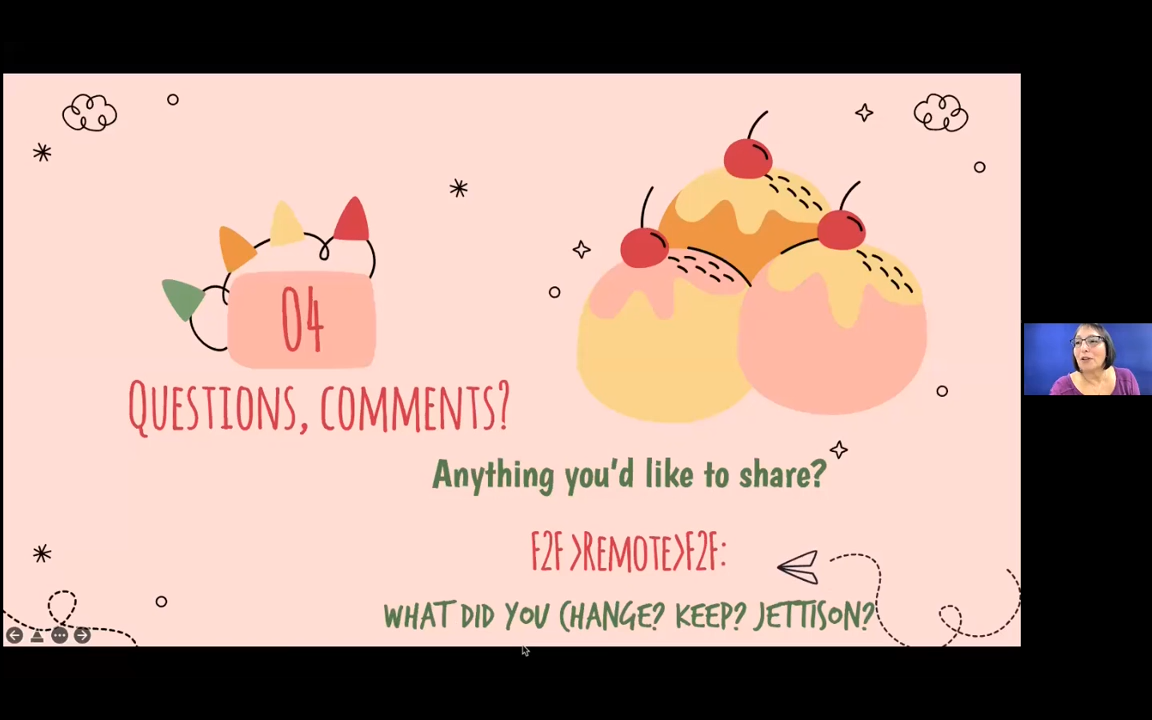 04
Questions, comments?
Anything you'd like to share?
F2F>Remote>F2F:
What did you change? Keep? Jettison?